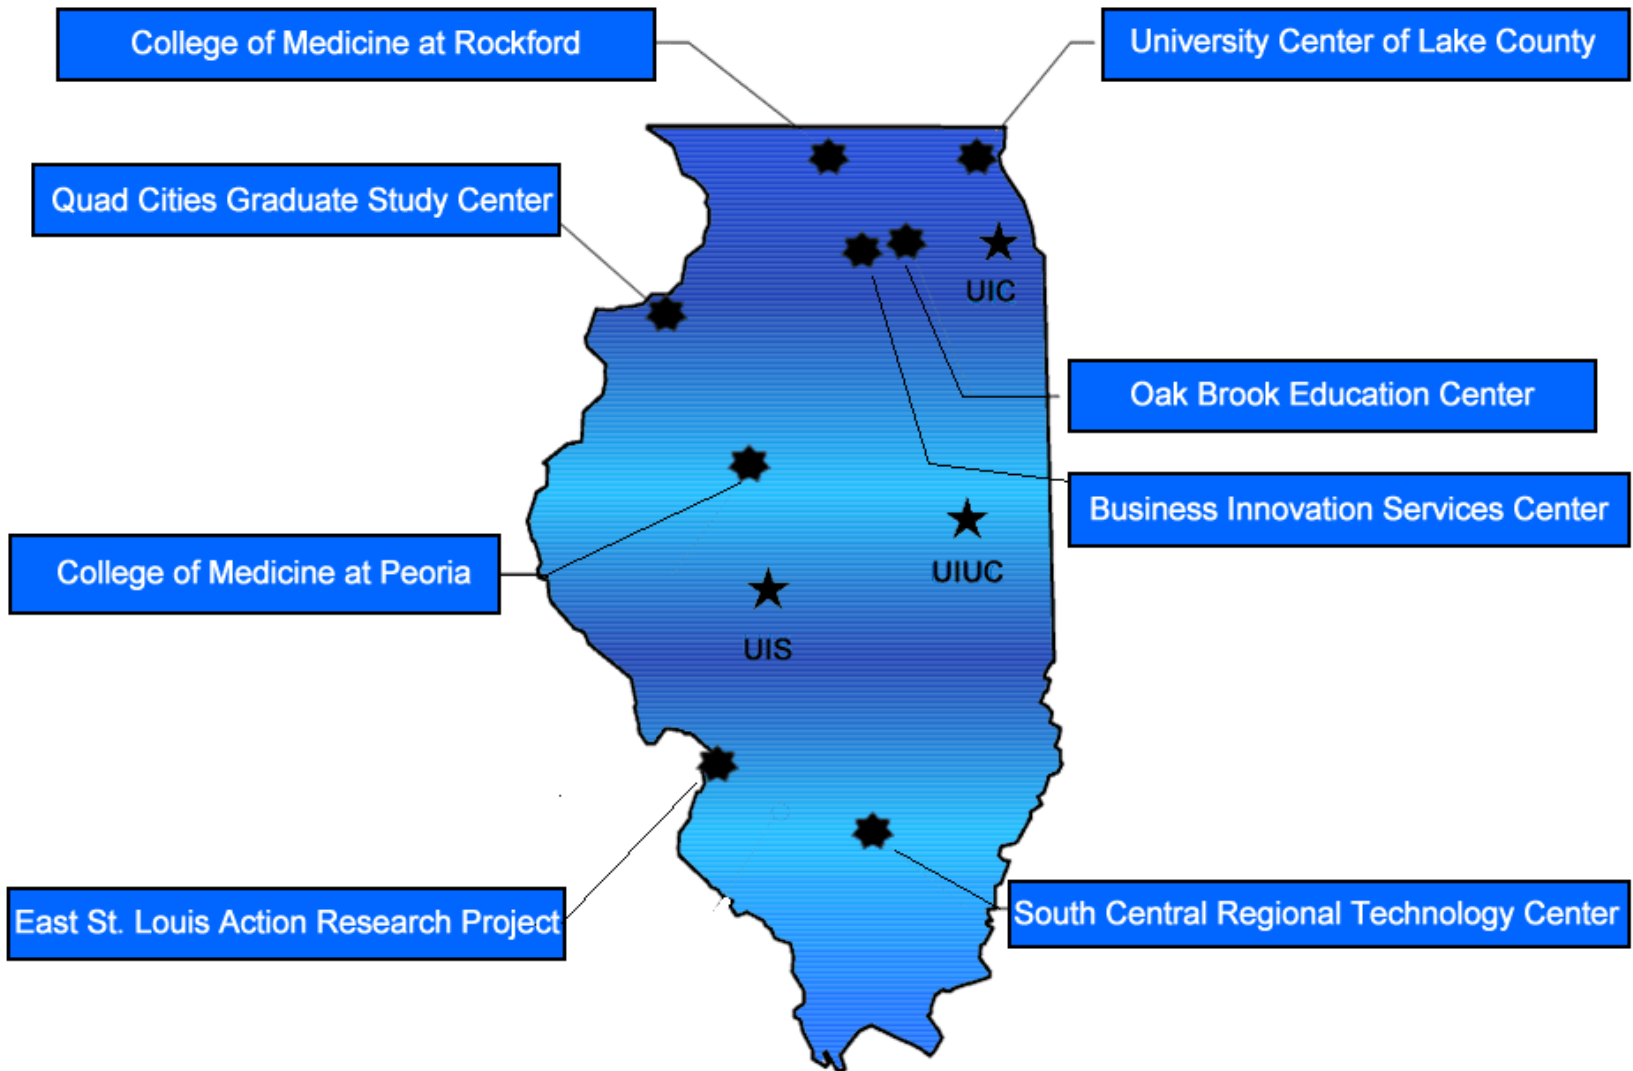 College of Medicine at Rockford
University Center of Lake County
Quad Cities Graduate Study Center
UIC
Oak Brook Education Center
Business Innovation Services Center
College of Medicine at Peoria
UIUC
UIS
East St. Louis Action Research Project
South Central Regional Technology Center